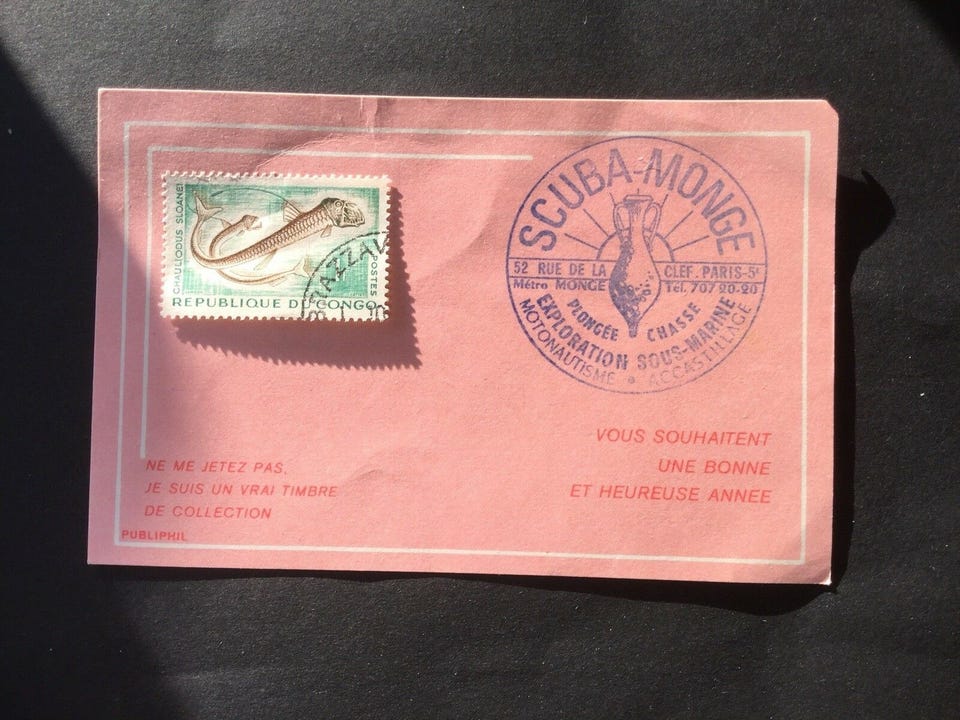 CHAULIODUS SLOANEI
POSTES
REPUBLIQUE DU CONGO
SCUBA-MONGE
52 RUE DE LA CLEF. PARIS-5e
Métro MONGE Tél. 707 20-20
PLONGÉE CHASSE
EXPLORATION SOUS-MARINE
MOTONAUTISME • ACCASTILLAGE
VOUS SOUHAITENT
UNE BONNE
ET HEUREUSE ANNEE
NE ME JETEZ PAS,
JE SUIS UN VRAI TIMBRE
DE COLLECTION
PUBLIPHIL